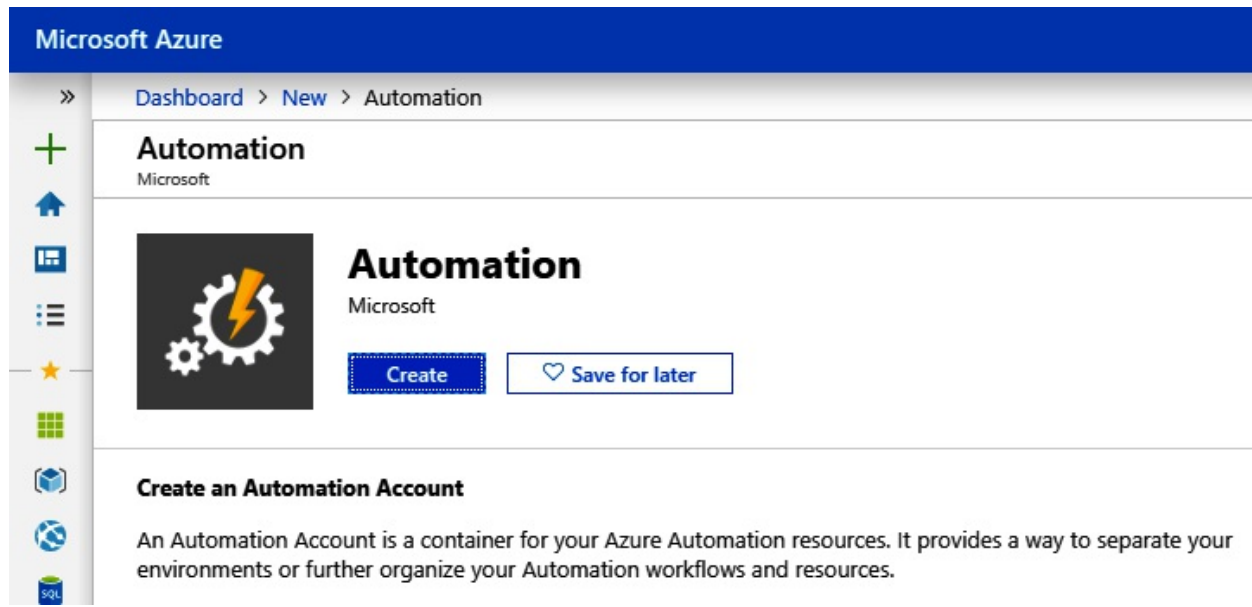 Microsoft Azure
» Dashboard > New > Automation
Automation
Microsoft
Automation
Microsoft
Create ♡ Save for later
Create an Automation Account
An Automation Account is a container for your Azure Automation resources. It provides a way to separate your
environments or further organize your Automation workflows and resources.
SQL